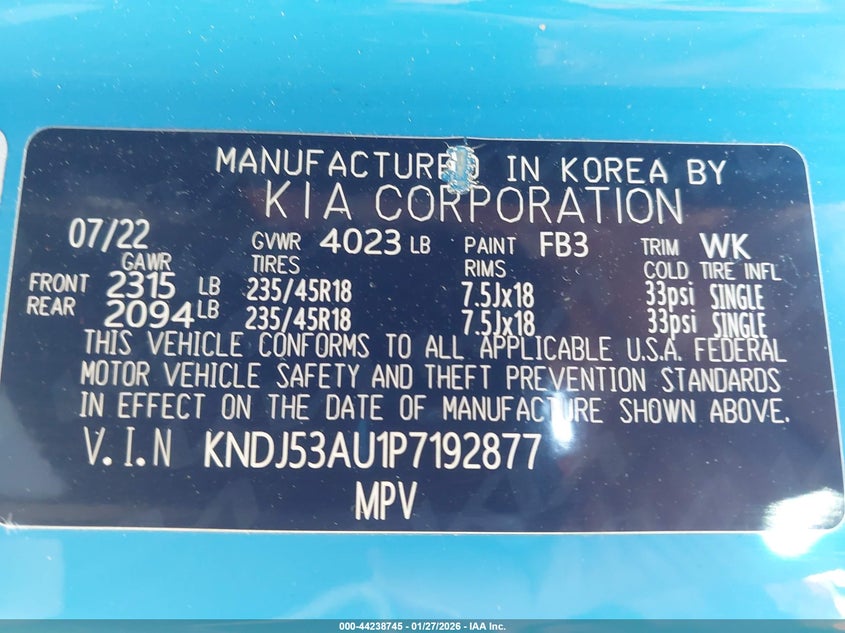 MANUFACTURED IN KOREA BY
KIA CORPORATION
07/22 GVWR 4023 LB PAINT FB3 TRIM WK
GAWR TIRES RIMS COLD TIRE INFL
FRONT 2315 LB 235/45R18 7.5Jx18 33psi SINGLE
REAR 2094 LB 235/45R18 7.5Jx18 33psi SINGLE
THIS VEHICLE CONFORMS TO ALL APPLICABLE U.S.A. FEDERAL
MOTOR VEHICLE SAFETY AND THEFT PREVENTION STANDARDS
IN EFFECT ON THE DATE OF MANUFACTURE SHOWN ABOVE.
V.I.N KNDJ53AU1P7192877
MPV
000-44238745 - 01/27/2026 - IAA Inc.